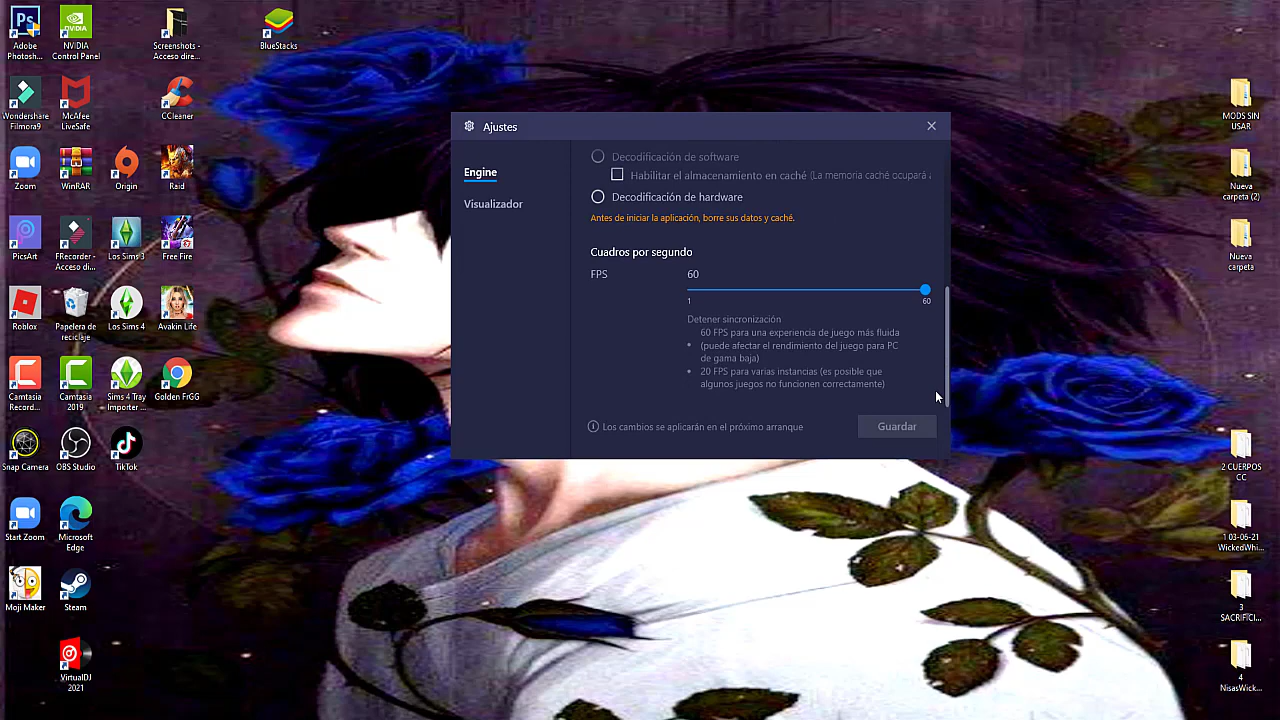 Adobe
Photosh...
NVIDIA
Control Panel
Screenshots -
Acceso dire...
BlueStacks
Wondershare
Filmora9
McAfee
LiveSafe
CCleaner
Zoom
WinRAR
Origin
Raid
PicsArt
FRecorder -
Acceso di...
Los Sims 3
Free Fire
Roblox
Papelera de
reciclaje
Los Sims 4
Avakin Life
Camtasia
Record...
Camtasia
2019
Sims 4 Tray
Importer ...
Golden FrGG
Snap Camera
OBS Studio
TikTok
Start Zoom
Microsoft
Edge
Moji Maker
Steam
VirtualDJ
2021
Ajustes
Engine
Visualizador
Decodificación de software
Habilitar el almacenamiento en caché (La memoria caché ocupará
Decodificación de hardware
Antes de iniciar la aplicación, borre sus datos y caché.
Cuadros por segundo
FPS 60
1 60
Detener sincronización
60 FPS para una experiencia de juego más fluida
• (puede afectar el rendimiento del juego para PC
de gama baja)
• 20 FPS para varias instancias (es posible que
algunos juegos no funcionen correctamente)
Los cambios se aplicarán en el próximo arranque
Guardar
MODS SIN
USAR
Nueva
carpeta (2)
Nueva
carpeta
2 CUERPOS
CC
1 03-06-21
WickedWhi...
3
SACRIFICI...
4
NisasWick...